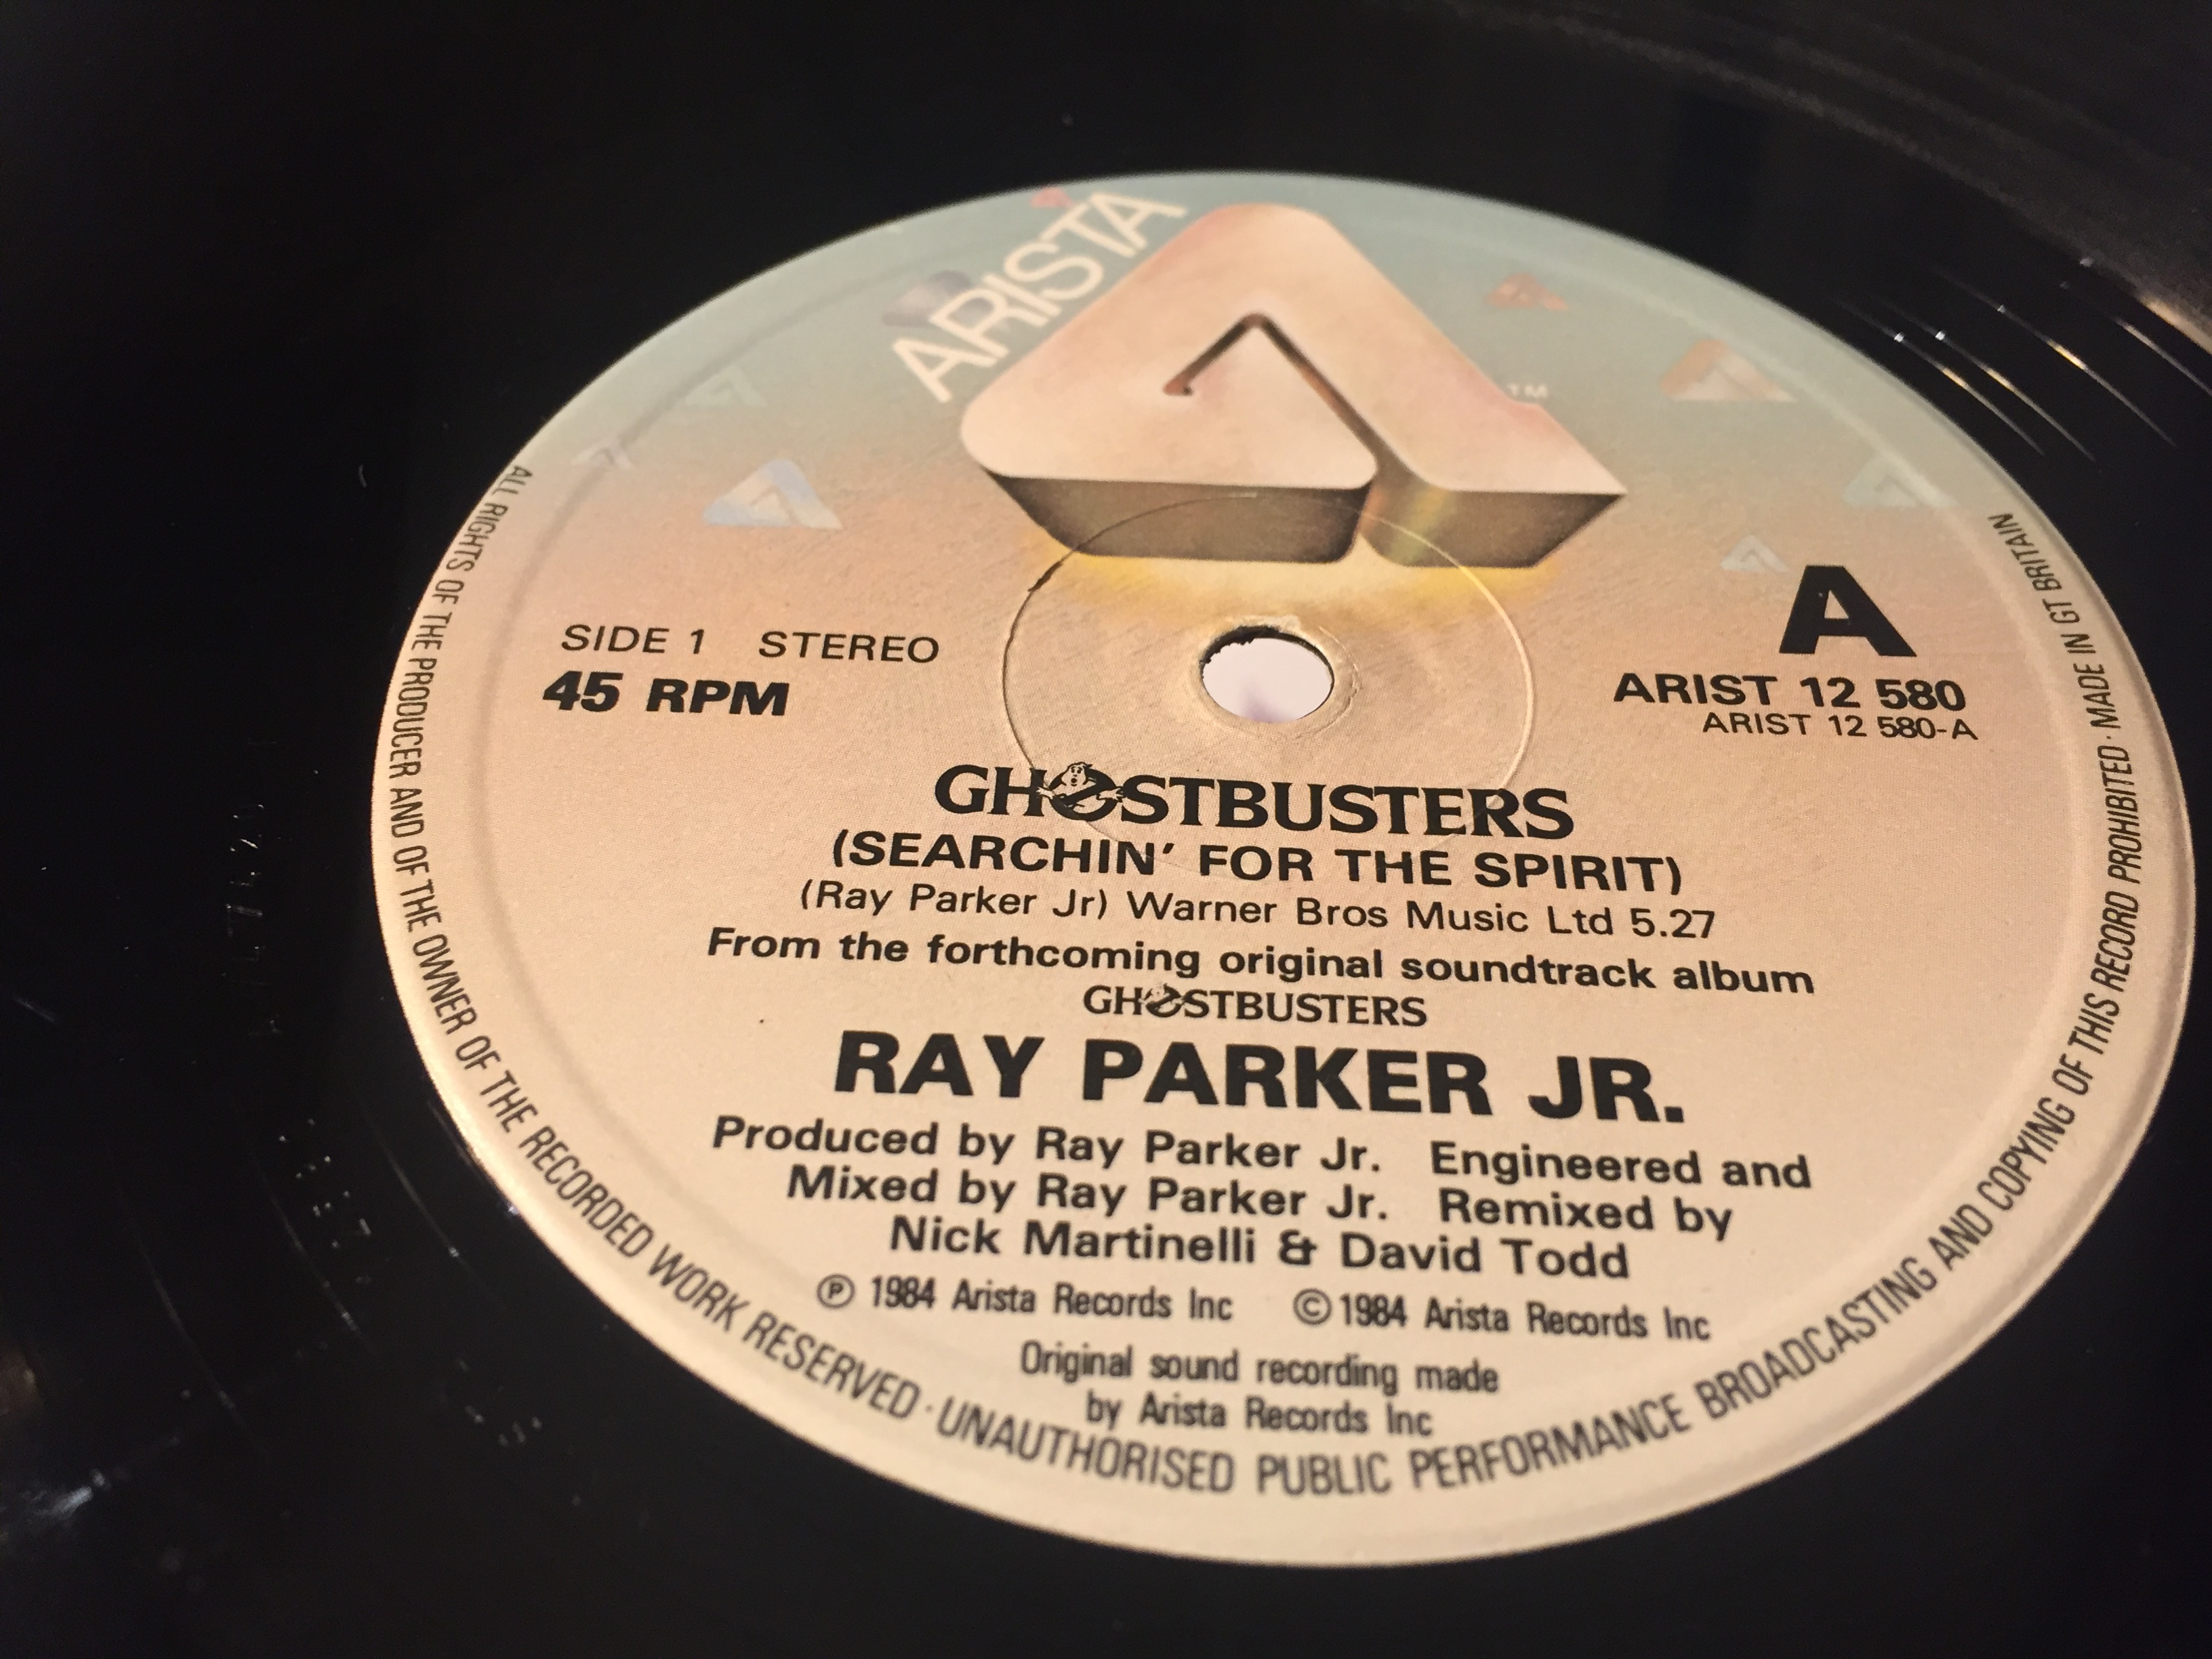 ARISTA
TM
A
SIDE 1 STEREO
45 RPM
ARIST 12 580
ARIST 12 580-A
GHOSTBUSTERS
(SEARCHIN' FOR THE SPIRIT)
(Ray Parker Jr) Warner Bros Music Ltd 5.27
From the forthcoming original soundtrack album
GHOSTBUSTERS
RAY PARKER JR.
Produced by Ray Parker Jr. Engineered and
Mixed by Ray Parker Jr. Remixed by
Nick Martinelli & David Todd
℗ 1984 Arista Records Inc © 1984 Arista Records Inc
Original sound recording made
by Arista Records Inc
ALL RIGHTS OF THE PRODUCER AND OF THE OWNER OF THE RECORDED WORK RESERVED · UNAUTHORISED PUBLIC PERFORMANCE BROADCASTING AND COPYING OF THIS RECORD PROHIBITED · MADE IN GT BRITAIN